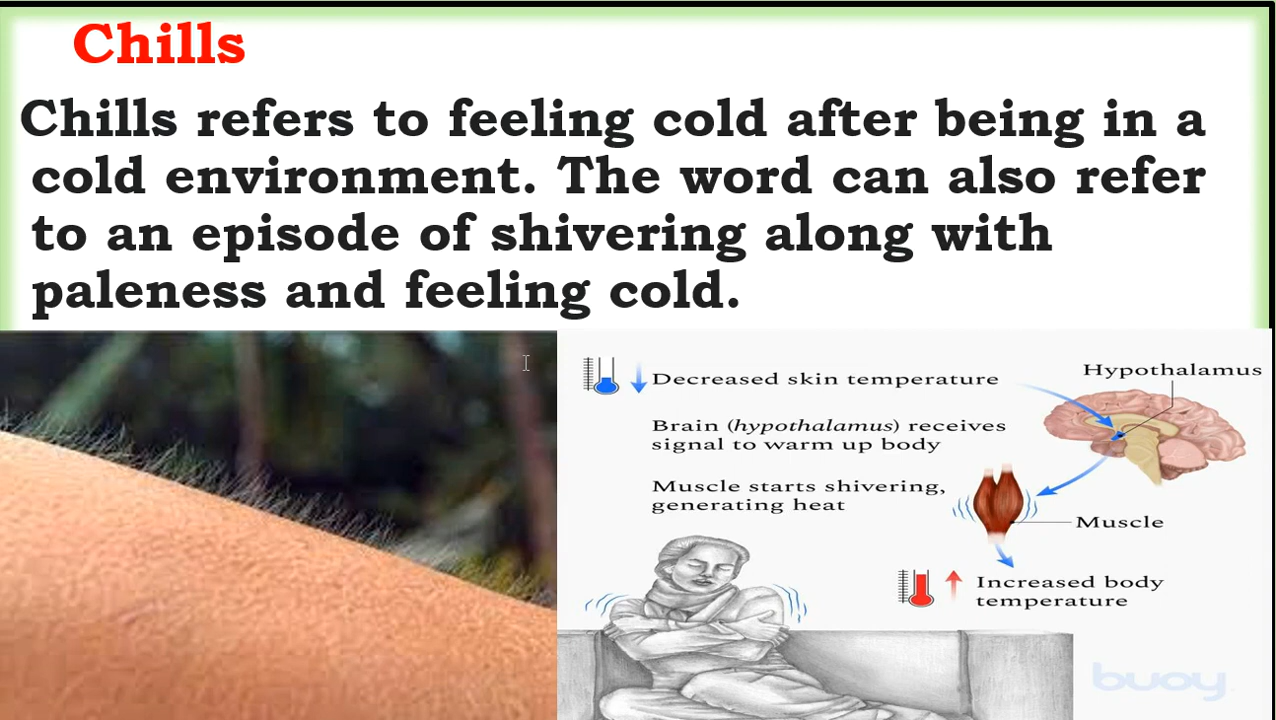 Chills
Chills refers to feeling cold after being in a
cold environment. The word can also refer
to an episode of shivering along with
paleness and feeling cold.
Decreased skin temperature
Hypothalamus
Brain (hypothalamus) receives
signal to warm up body
Muscle starts shivering,
generating heat
Muscle
Increased body
temperature
buoy